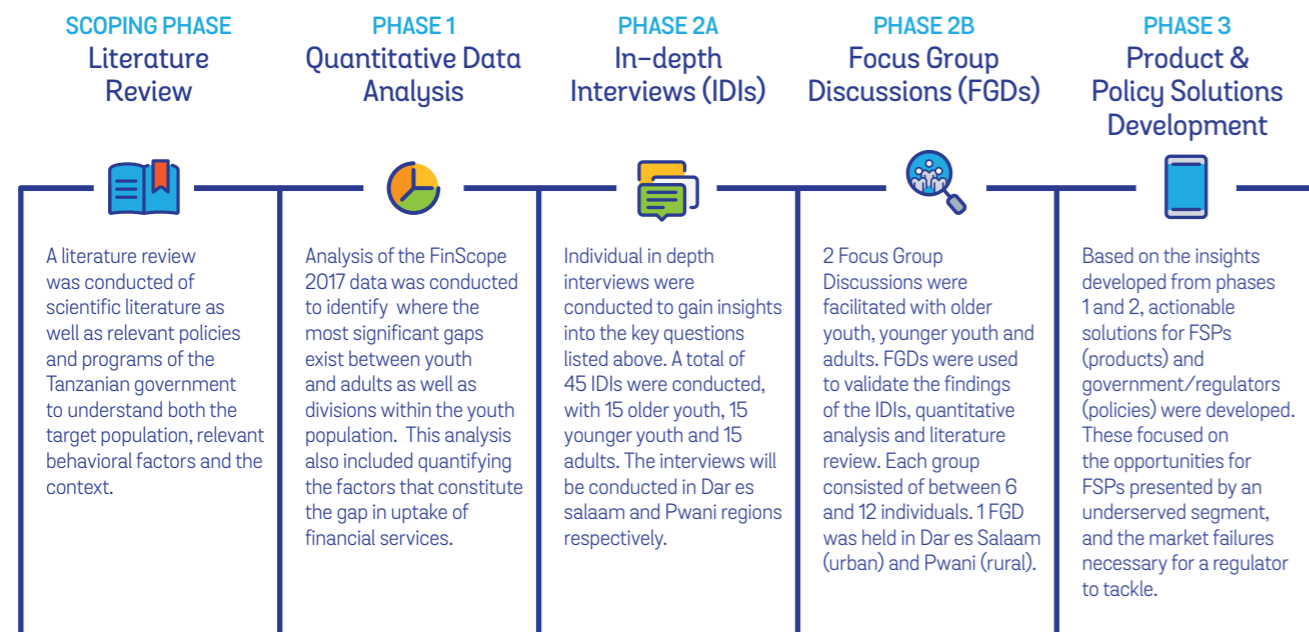 SCOPING PHASE
Literature
Review
A literature review
was conducted of
scientific literature as
well as relevant policies
and programs of the
Tanzanian government
to understand both the
target population, relevant
behavioral factors and the
context.
PHASE 1
Quantitative Data
Analysis
Analysis of the FinScope
2017 data was conducted
to identify where the
most significant gaps
exist between youth
and adults as well as
divisions within the youth
population. This analysis
also included quantifying
the factors that constitute
the gap in uptake of
financial services.
PHASE 2A
In-depth
Interviews (IDIs)
Individual in depth
interviews were
conducted to gain insights
into the key questions
listed above. A total of
45 IDIs were conducted,
with 15 older youth, 15
younger youth and 15
adults. The interviews will
be conducted in Dar es
salaam and Pwani regions
respectively.
PHASE 2B
Focus Group
Discussions (FGDs)
2 Focus Group
Discussions were
facilitated with older
youth, younger youth and
adults. FGDs were used
to validate the findings
of the IDIs, quantitative
analysis and literature
review. Each group
consisted of between 6
and 12 individuals. 1 FGD
was held in Dar es Salaam
(urban) and Pwani (rural).
PHASE 3
Product &
Policy Solutions
Development
Based on the insights
developed from phases
1 and 2, actionable
solutions for FSPs
(products) and
government/regulators
(policies) were developed.
These focused on
the opportunities for
FSPs presented by an
underserved segment,
and the market failures
necessary for a regulator
to tackle.